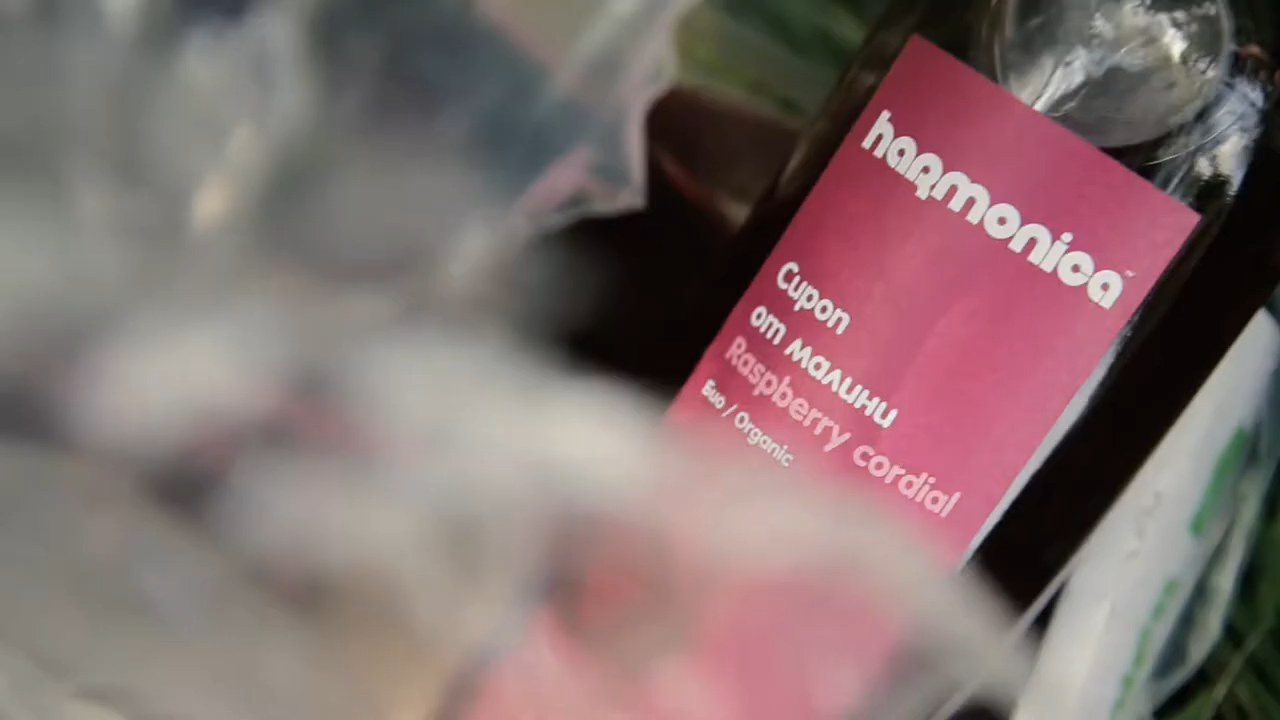 harmonica
Сироп
от малини
Raspberry cordial
Био / Organic